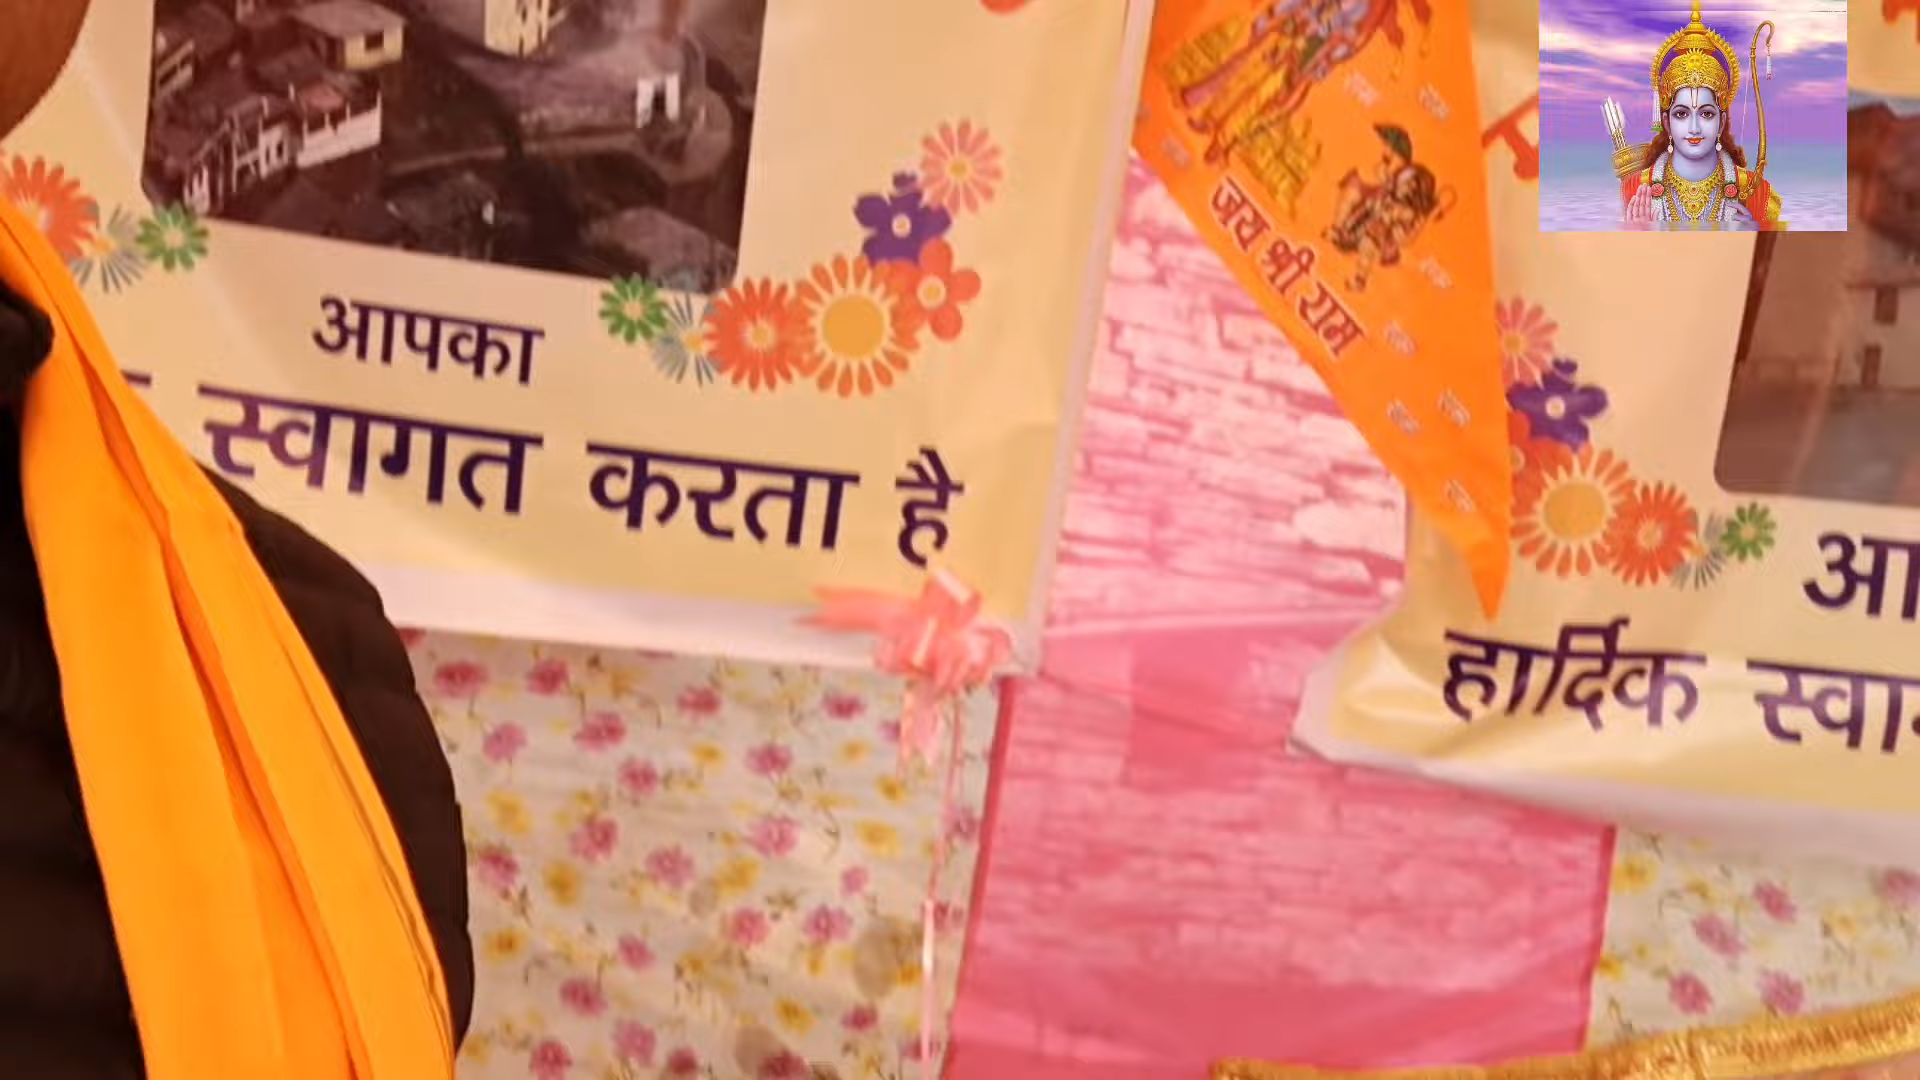 आपका
स्वागत करता है
जय श्री राम
हार्दिक